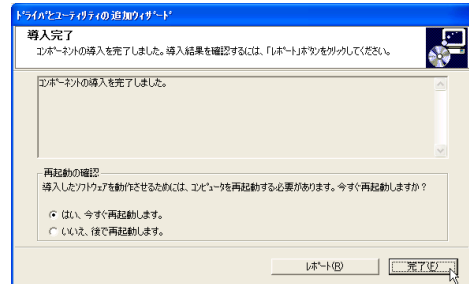 ﾄﾞﾗｲﾊﾞとﾕｰﾃｨﾘﾃｨの追加ｳｨｻﾞｰﾄﾞ
導入完了
ｺﾝﾎﾟｰﾈﾝﾄの導入を完了しました。導入結果を確認するには、「ﾚﾎﾟｰﾄ」ﾎﾞﾀﾝをｸﾘｯｸしてください。
ｺﾝﾎﾟｰﾈﾝﾄの導入を完了しました。
再起動の確認
導入したｿﾌﾄｳｪｱを動作させるためには、ｺﾝﾋﾟｭｰﾀを再起動する必要があります。今すぐ再起動しますか？
はい、今すぐ再起動します。
いいえ、後で再起動します。
ﾚﾎﾟｰﾄ(R)
完了(F)